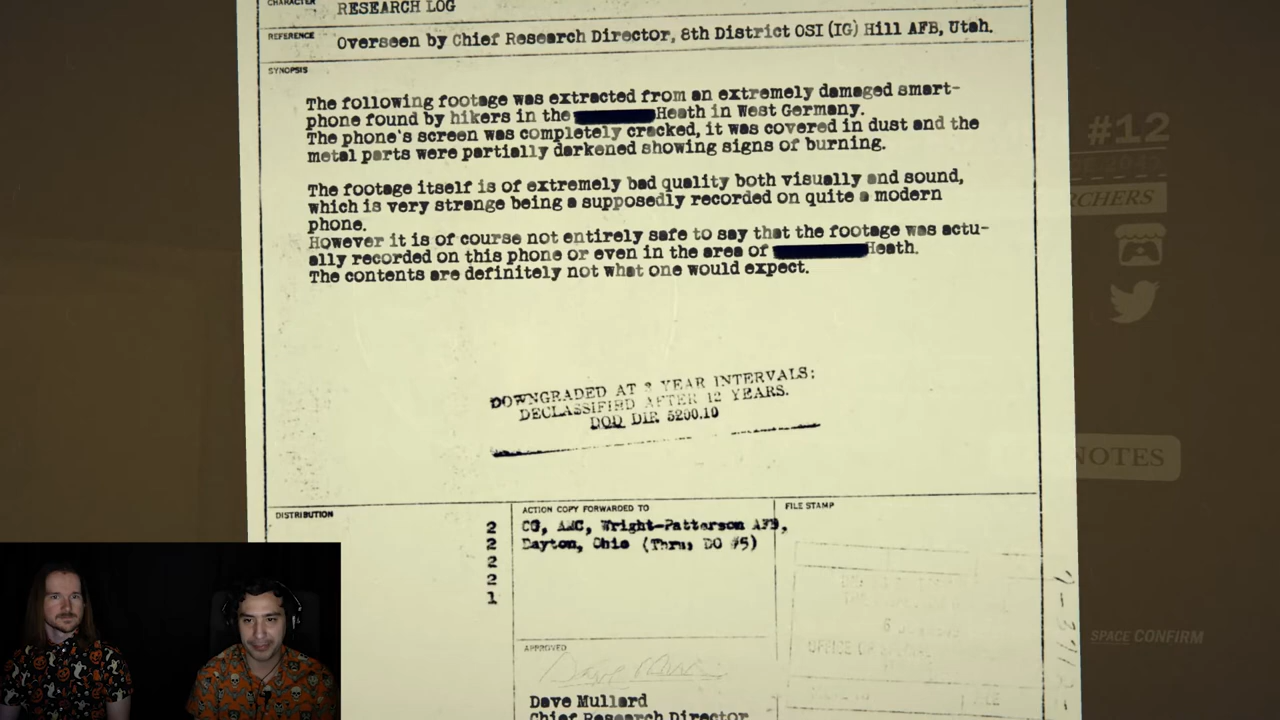 CHARACTER
RESEARCH LOG
REFERENCE
Overseen by Chief Research Director, 8th District OSI (IG) Hill AFB, Utah.
SYNOPSIS
The following footage was extracted from an extremely damaged smart-
phone found by hikers in the Heath in West Germany.
The phone's screen was completely cracked, it was covered in dust and the
metal parts were partially darkened showing signs of burning.
The footage itself is of extremely bad quality both visually and sound,
which is very strange being a supposedly recorded on quite a modern
phone.
However it is of course not entirely safe to say that the footage was actu-
ally recorded on this phone or even in the area of Heath.
The contents are definitely not what one would expect.
DOWNGRADED AT 3 YEAR INTERVALS;
DECLASSIFIED AFTER 12 YEARS.
DOD DIR 5200.10
DISTRIBUTION
2
2
2
2
1
ACTION COPY FORWARDED TO
CG, AMC, Wright-Patterson AFB,
Dayton, Ohio (Thru; DO #5)
FILE STAMP
APPROVED
Dave Mullard
Chief Research Director
#12
RCHERS
NOTES
SPACE CONFIRM